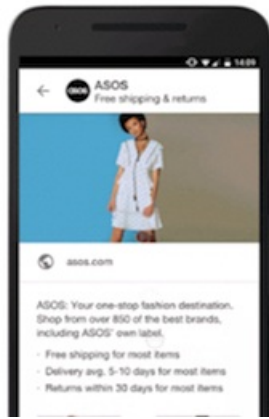 14:09
asos
ASOS
Free shipping & returns
asos.com
ASOS: Your one-stop fashion destination.
Shop from over 850 of the best brands,
including ASOS' own label.
· Free shipping for most items
· Delivery avg. 5-10 days for most items
· Returns within 30 days for most items